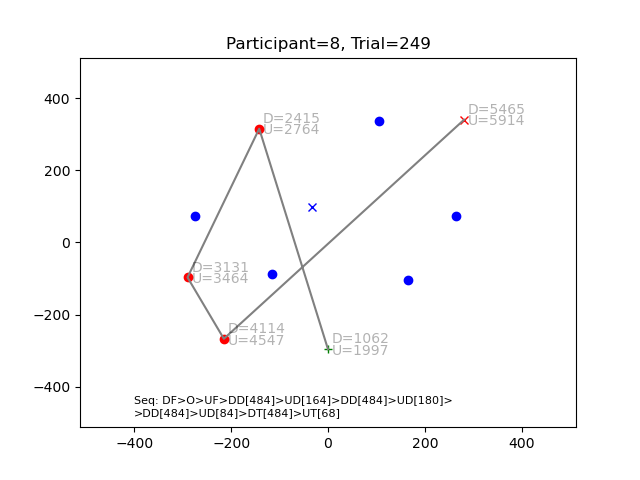 Participant=8, Trial=249
400
200
0
−200
−400
−400
−200
0
200
400
D=2415
U=2764
D=5465
U=5914
D=3131
U=3464
D=4114
U=4547
D=1062
U=1997
Seq: DF>O>UF>DD[484]>UD[164]>DD[484]>UD[180]>
>DD[484]>UD[84]>DT[484]>UT[68]